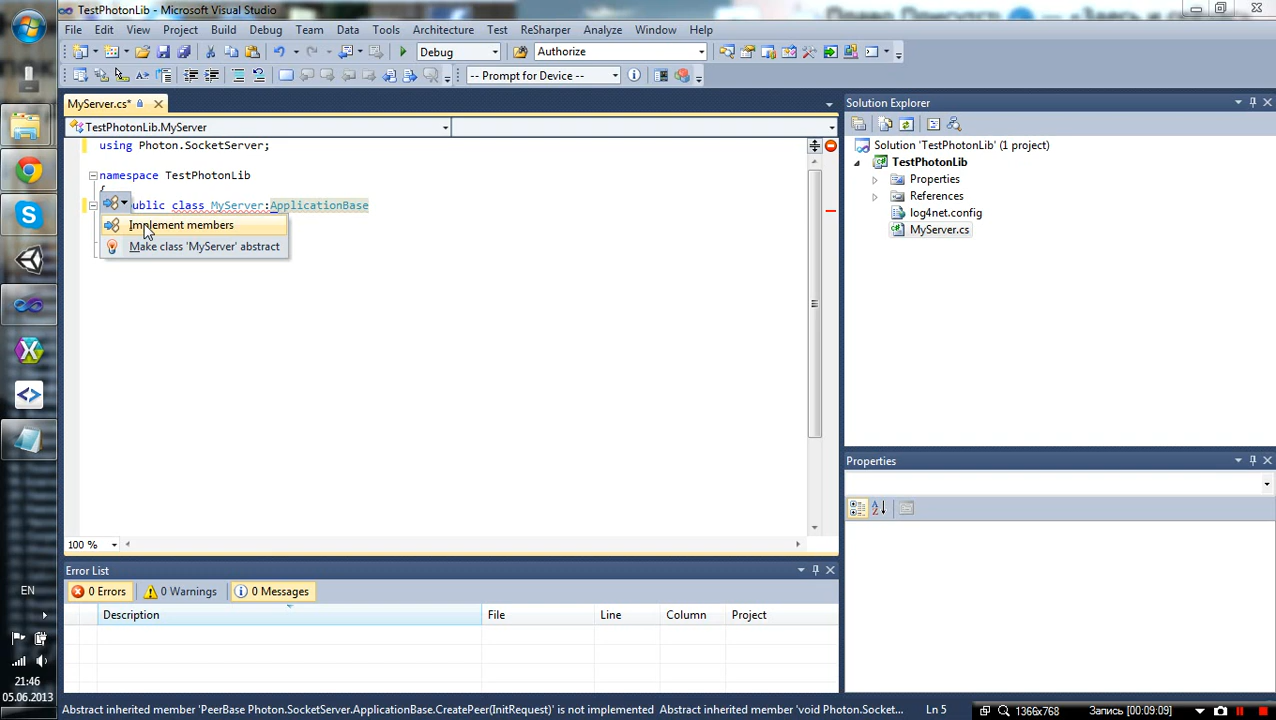 TestPhotonLib - Microsoft Visual Studio
File Edit View Project Build Debug Team Data Tools Architecture Test ReSharper Analyze Window Help
Debug Authorize
-- Prompt for Device --
MyServer.cs*
TestPhotonLib.MyServer
using Photon.SocketServer;
namespace TestPhotonLib
{
ublic class MyServer:ApplicationBase
Implement members
Make class 'MyServer' abstract
100 %
Solution Explorer
Solution 'TestPhotonLib' (1 project)
TestPhotonLib
Properties
References
log4net.config
MyServer.cs
Properties
Error List
0 Errors 0 Warnings 0 Messages
Description File Line Column Project
EN
21:46
05.06.2013
Abstract inherited member 'PeerBase Photon.SocketServer.ApplicationBase.CreatePeer(InitRequest)' is not implemented Abstract inherited member 'void Photon.Socket... Ln 5
1366x768 Запись [00:09:09]